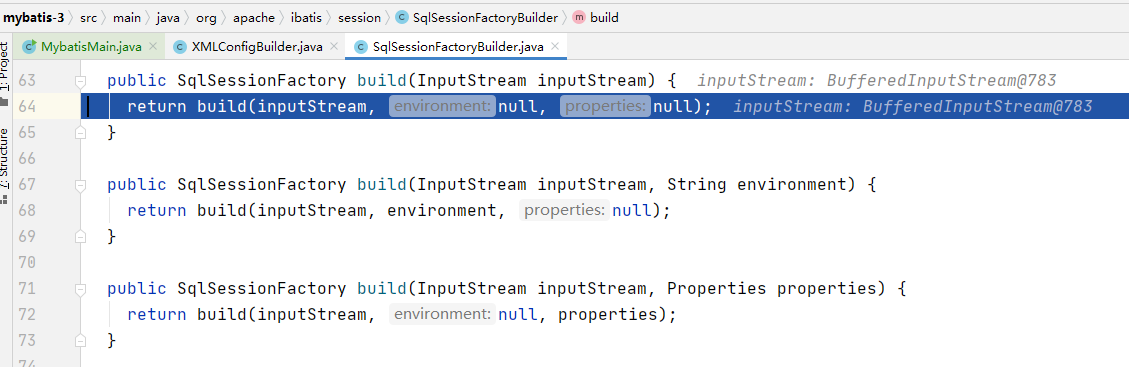 mybatis-3 〉 src 〉 main 〉 java 〉 org 〉 apache 〉 ibatis 〉 session 〉 C SqlSessionFactoryBuilder 〉 m build
1: Project
C MybatisMain.java × C XMLConfigBuilder.java × C SqlSessionFactoryBuilder.java ×
63 public SqlSessionFactory build(InputStream inputStream) { inputStream: BufferedInputStream@783
64 return build(inputStream, environment: null, properties: null); inputStream: BufferedInputStream@783
65 }
66
7: Structure
67 public SqlSessionFactory build(InputStream inputStream, String environment) {
68 return build(inputStream, environment, properties: null);
69 }
70
71 public SqlSessionFactory build(InputStream inputStream, Properties properties) {
72 return build(inputStream, environment: null, properties);
73 }
74